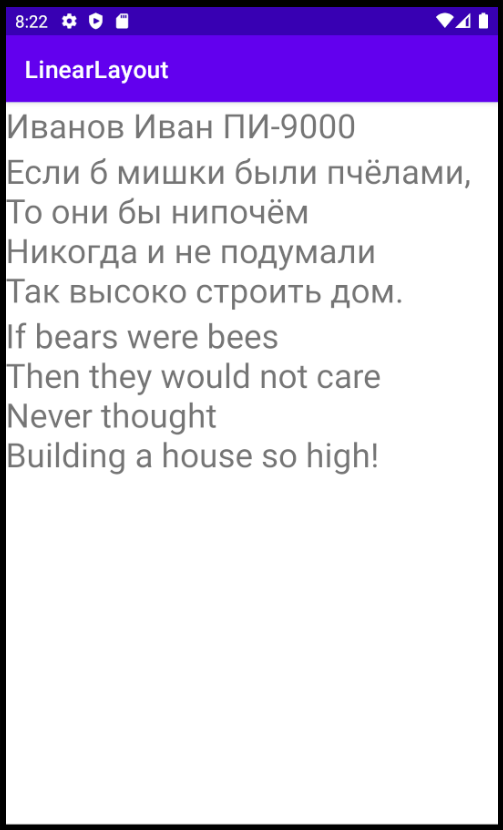 8:22
LinearLayout
Иванов Иван ПИ-9000
Если б мишки были пчёлами,
То они бы нипочём
Никогда и не подумали
Так высоко строить дом.
If bears were bees
Then they would not care
Never thought
Building a house so high!